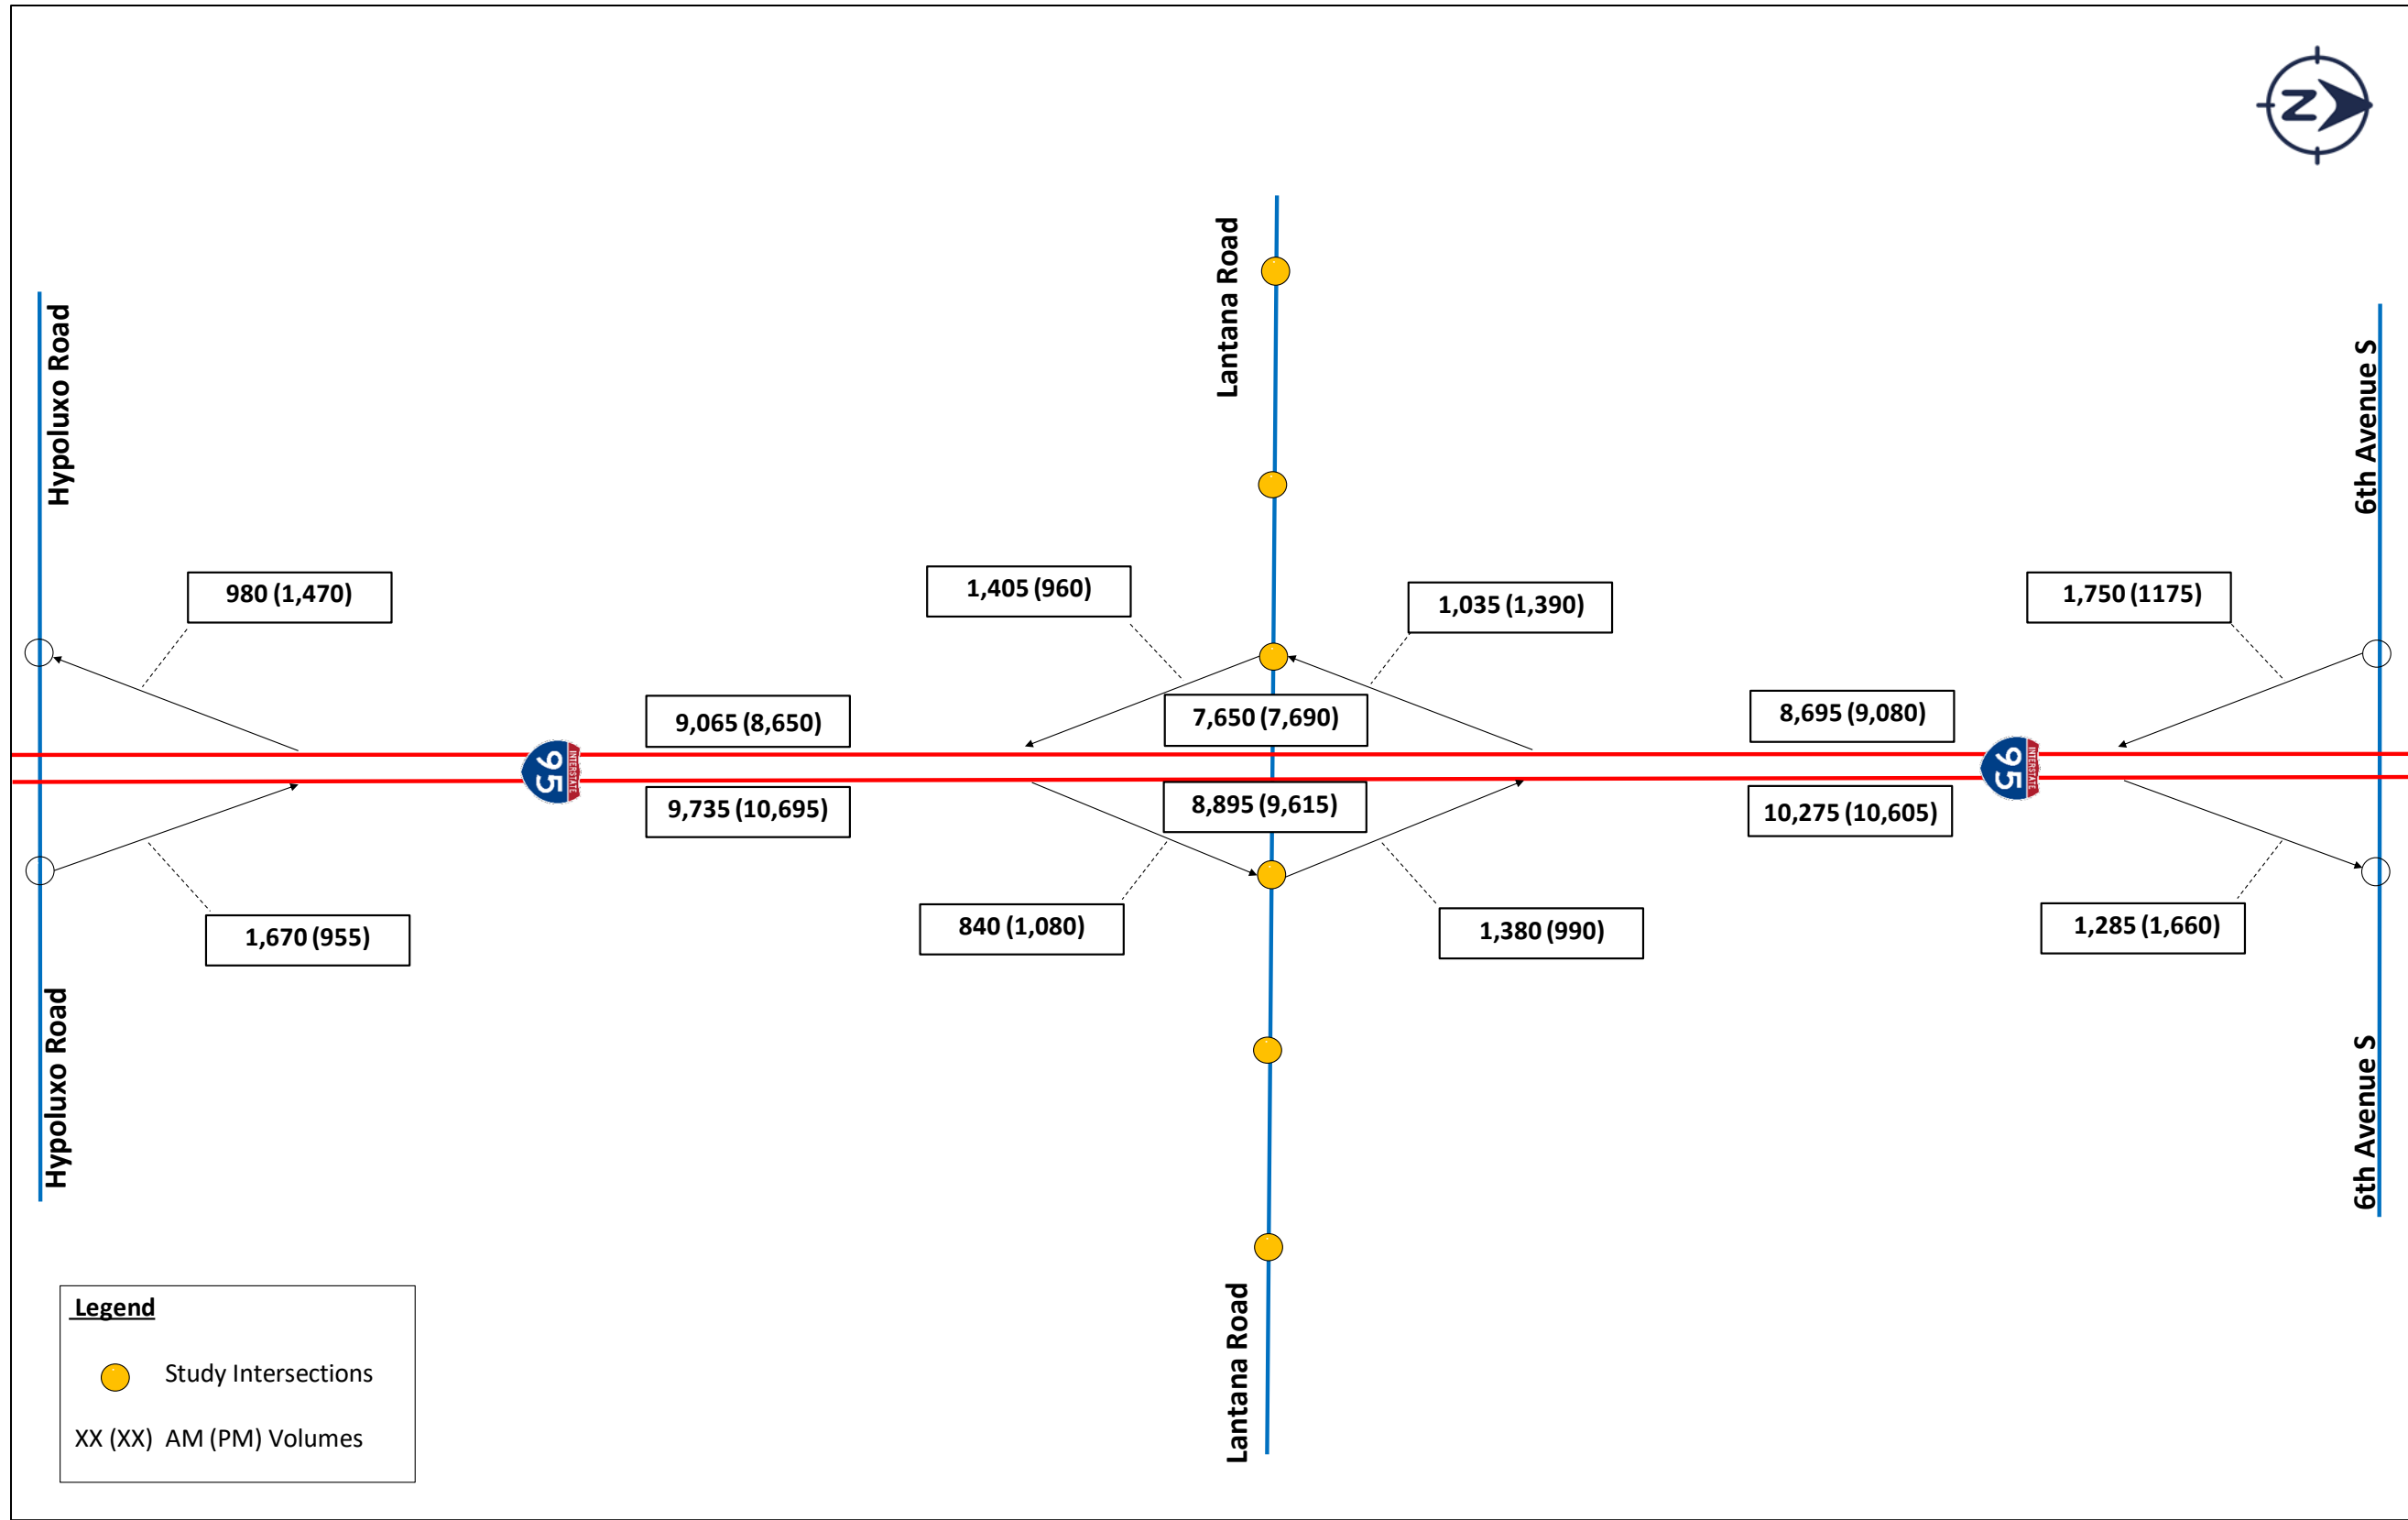 N
Lantana Road
Hypoluxo Road
6th Avenue S
980 (1,470)
1,405 (960)
1,035 (1,390)
1,750 (1175)
9,065 (8,650)
7,650 (7,690)
8,695 (9,080)
INTERSTATE
95
INTERSTATE
95
9,735 (10,695)
8,895 (9,615)
10,275 (10,605)
1,670 (955)
840 (1,080)
1,380 (990)
1,285 (1,660)
Hypoluxo Road
6th Avenue S
Lantana Road
Legend
Study Intersections
XX (XX) AM (PM) Volumes